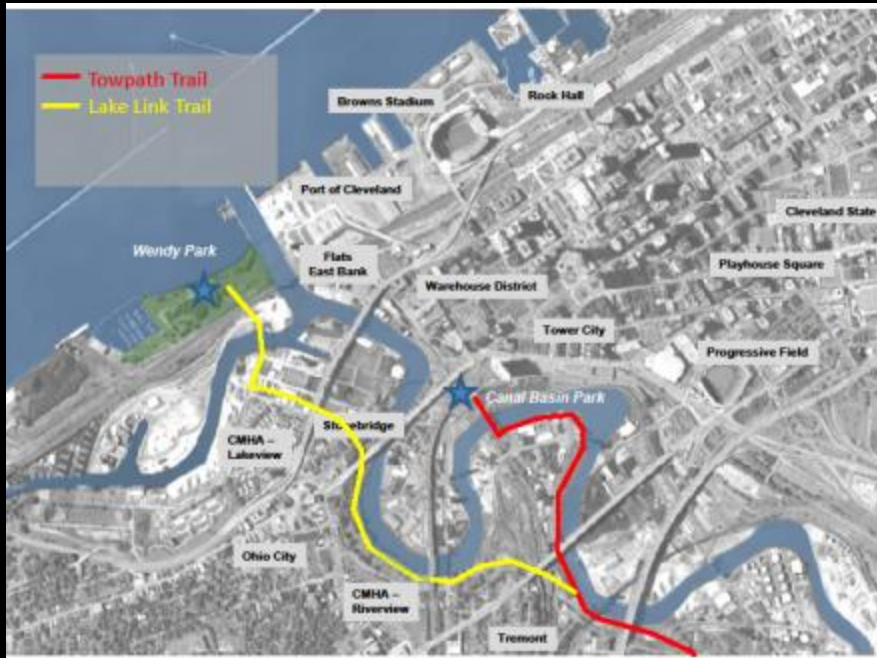 Towpath Trail
Lake Link Trail
Browns Stadium
Rock Hall
Port of Cleveland
Cleveland State
Wendy Park
Flats
East Bank
Playhouse Square
Warehouse District
Tower City
Progressive Field
Canal Basin Park
Stonebridge
CMHA –
Lakeview
Ohio City
CMHA –
Riverview
Tremont